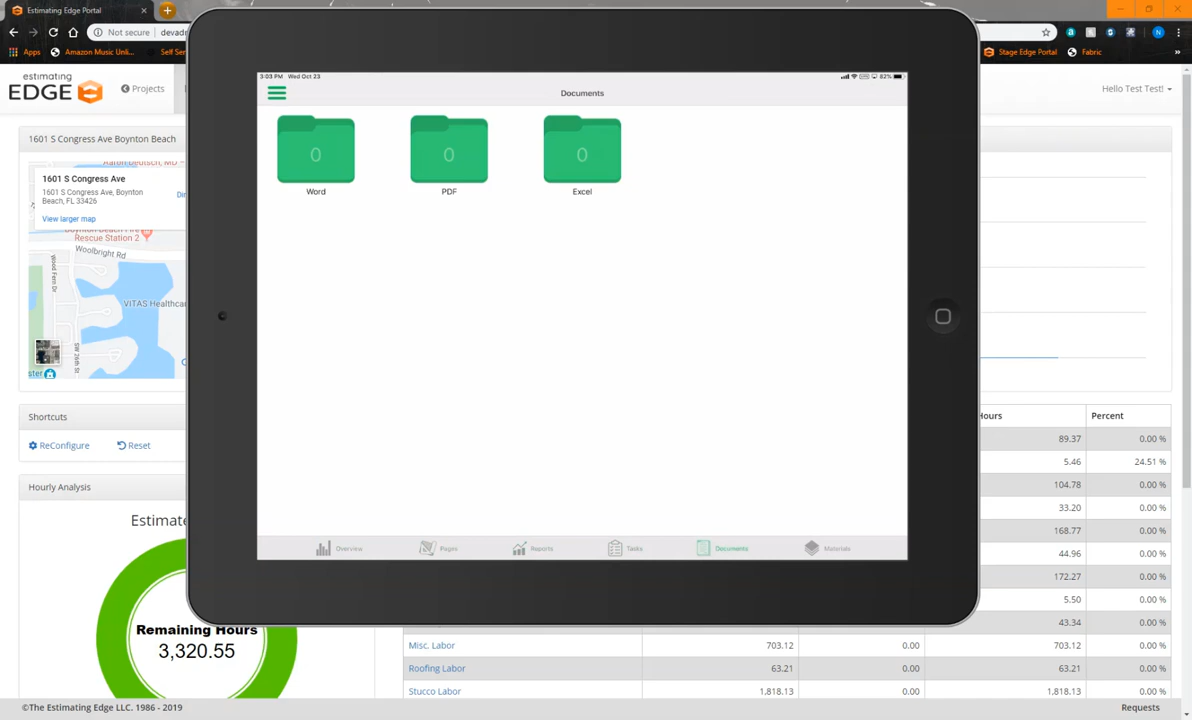 Estimating Edge Portal
Not secure devadr
Apps Amazon Music Unli... Self Ser
Stage Edge Portal Fabric
N
estimating
EDGE
Projects
Hello Test Test!
1601 S Congress Ave Boynton Beach
1601 S Congress Ave
1601 S Congress Ave, Boynton
Beach, FL 33426
View larger map
Rescue Station 2
Woolbright Rd
VITAS Healthcar
SW 26th St
3:03 PM Wed Oct 23
82%
Documents
0 0 0
Word PDF Excel
Overview Pages Reports Tasks Documents Materials
Shortcuts
ReConfigure Reset
Hourly Analysis
Estimate
Remaining Hours
3,320.55
Hours Percent
89.37 0.00 %
5.46 24.51 %
104.78 0.00 %
33.20 0.00 %
168.77 0.00 %
44.96 0.00 %
172.27 0.00 %
5.50 0.00 %
43.34 0.00 %
Misc. Labor 703.12 0.00 703.12 0.00 %
Roofing Labor 63.21 0.00 63.21 0.00 %
Stucco Labor 1,818.13 0.00 1,818.13 0.00 %
©The Estimating Edge LLC. 1986 - 2019
Requests